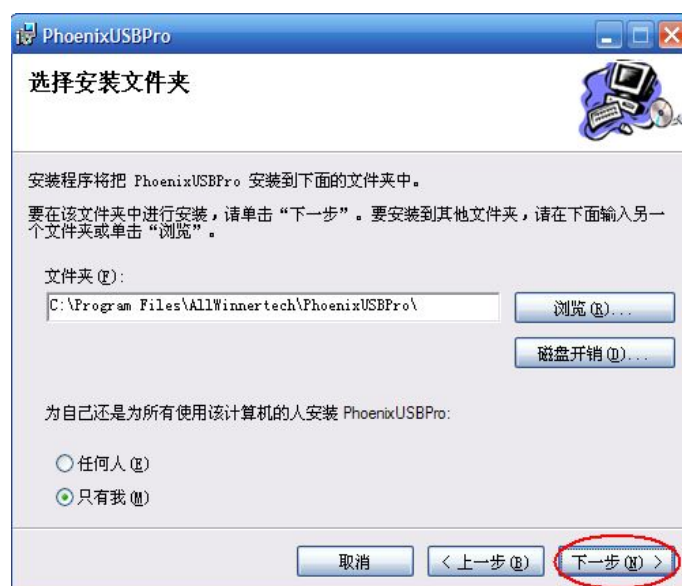 PhoenixUSBPro
选择安装文件夹
安装程序将把 PhoenixUSBPro 安装到下面的文件夹中。
要在该文件夹中进行安装，请单击“下一步”。要安装到其他文件夹，请在下面输入另一
个文件夹或单击“浏览”。
文件夹(F):
C:\Program Files\AllWinnertech\PhoenixUSBPro\
浏览(R)...
磁盘开销(D)...
为自己还是为所有使用该计算机的人安装 PhoenixUSBPro:
任何人(E)
只有我(M)
取消
< 上一步(B)
下一步(N) >